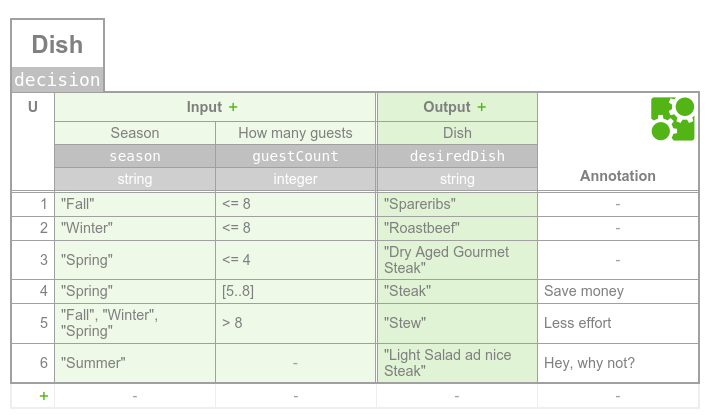 Dish
decision
U Input + Output +
Season How many guests Dish
season guestCount desiredDish
string integer string Annotation
1 "Fall" <= 8 "Spareribs" -
2 "Winter" <= 8 "Roastbeef" -
3 "Spring" <= 4 "Dry Aged Gourmet
Steak" -
4 "Spring" [5..8] "Steak" Save money
5 "Fall", "Winter",
"Spring" > 8 "Stew" Less effort
6 "Summer" - "Light Salad ad nice
Steak" Hey, why not?
+ - - - -